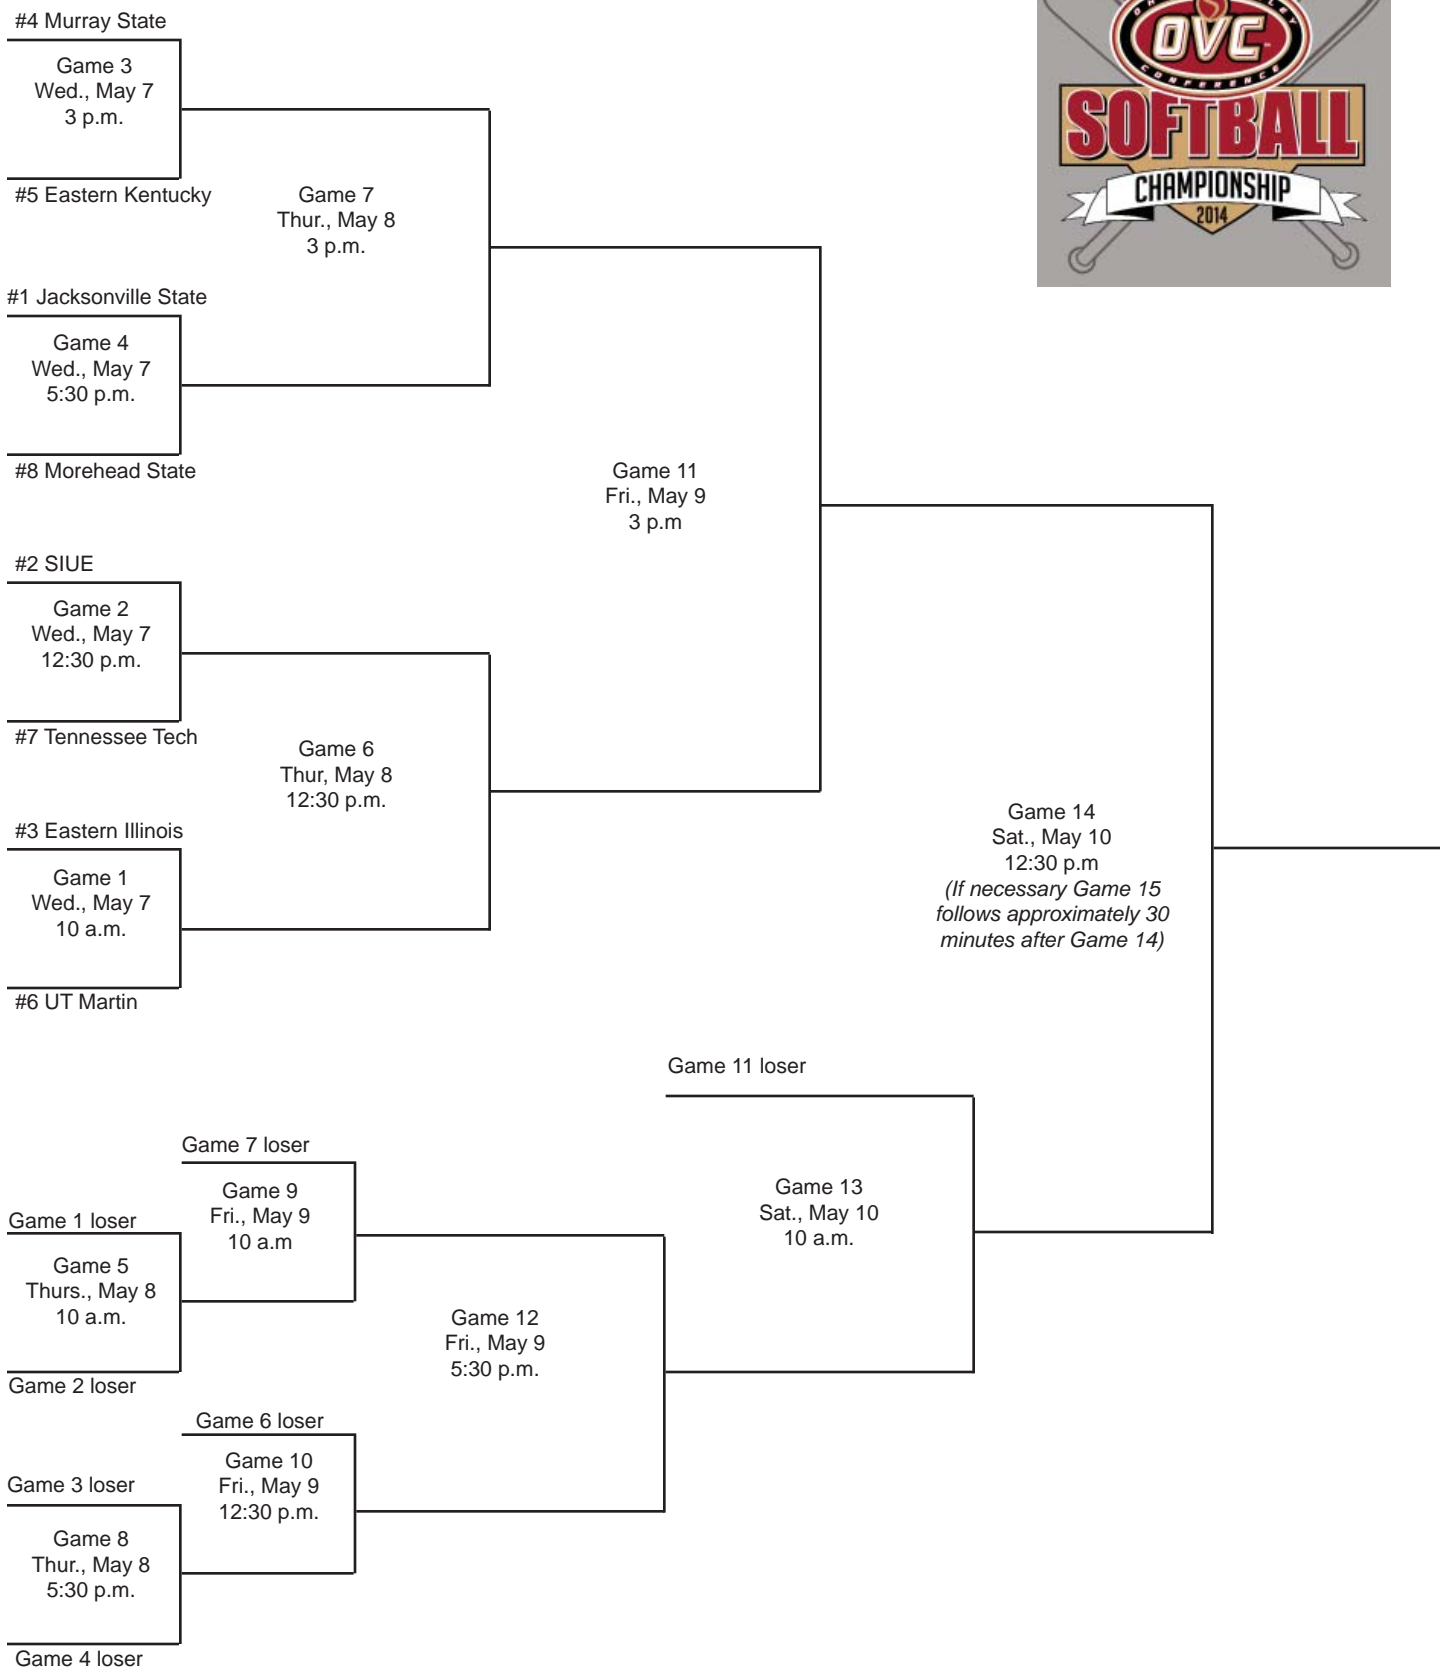 #4 Murray State
Game 3
Wed., May 7
3 p.m.
#5 Eastern Kentucky
Game 7
Thur., May 8
3 p.m.
#1 Jacksonville State
Game 4
Wed., May 7
5:30 p.m.
#8 Morehead State
Game 11
Fri., May 9
3 p.m
#2 SIUE
Game 2
Wed., May 7
12:30 p.m.
#7 Tennessee Tech
Game 6
Thur, May 8
12:30 p.m.
#3 Eastern Illinois
Game 1
Wed., May 7
10 a.m.
#6 UT Martin
Game 14
Sat., May 10
12:30 p.m
(If necessary Game 15
follows approximately 30
minutes after Game 14)
Game 11 loser
Game 13
Sat., May 10
10 a.m.
Game 7 loser
Game 9
Fri., May 9
10 a.m
Game 1 loser
Game 5
Thurs., May 8
10 a.m.
Game 2 loser
Game 12
Fri., May 9
5:30 p.m.
Game 6 loser
Game 10
Fri., May 9
12:30 p.m.
Game 3 loser
Game 8
Thur., May 8
5:30 p.m.
Game 4 loser
OVC
CONFERENCE
SOFTBALL
CHAMPIONSHIP
2014